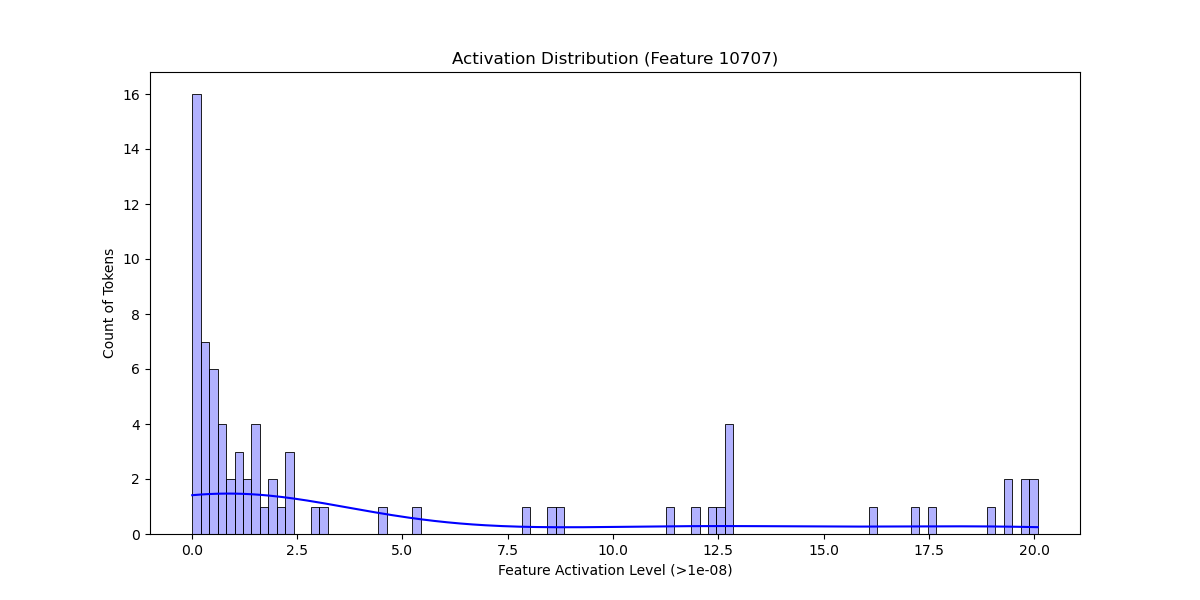 Activation Distribution (Feature 10707)
16
14
12
10
8
6
4
2
0
Count of Tokens
0.0 2.5 5.0 7.5 10.0 12.5 15.0 17.5 20.0
Feature Activation Level (>1e-08)